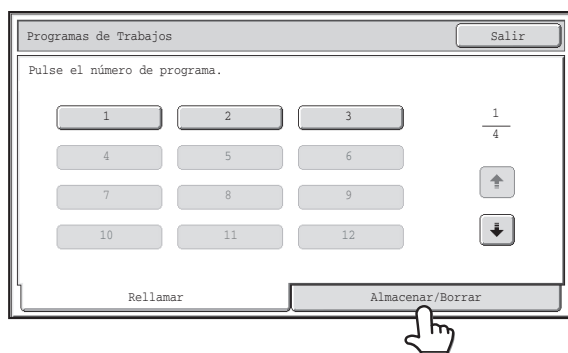 Programas de Trabajos
Salir
Pulse el número de programa.
1 2 3
1
4
4 5 6
7 8 9
10 11 12
Rellamar
Almacenar/Borrar